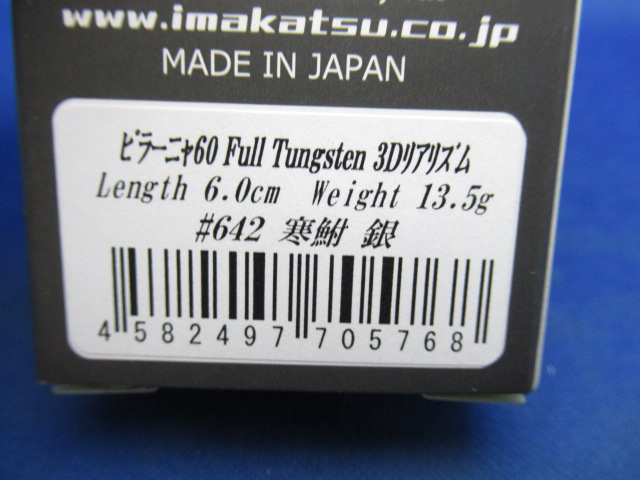 www.imakatsu.co.jp
MADE IN JAPAN
ﾋﾟﾗｰﾆｬ60 Full Tungsten 3Dﾘｱﾘｽﾞﾑ
Length 6.0cm Weight 13.5g
#642 寒鮒 銀
4 582497 705768